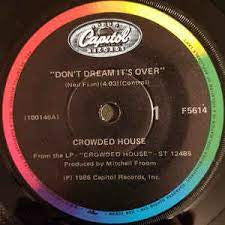 Capitol
RECORDS
"DON'T DREAM IT'S OVER"
(Neil Finn) (4.03) (Control)
(100146A)
1
F5614
CROWDED HOUSE
From the LP - "CROWDED HOUSE" - ST 12485
Produced by Mitchell Froom
(P) 1986 Capitol Records, Inc.